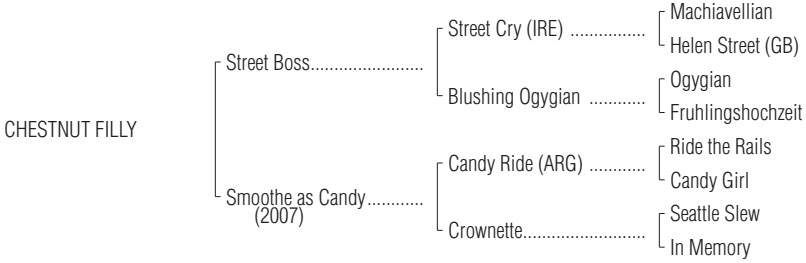 Machiavellian
Street Cry (IRE) ................
Helen Street (GB)
Street Boss........................
Ogygian
Blushing Ogygian ............
Fruhlingshochzeit
CHESTNUT FILLY
Ride the Rails
Candy Ride (ARG) ............
Candy Girl
Smoothe as Candy............
(2007)
Seattle Slew
Crownette..........................
In Memory